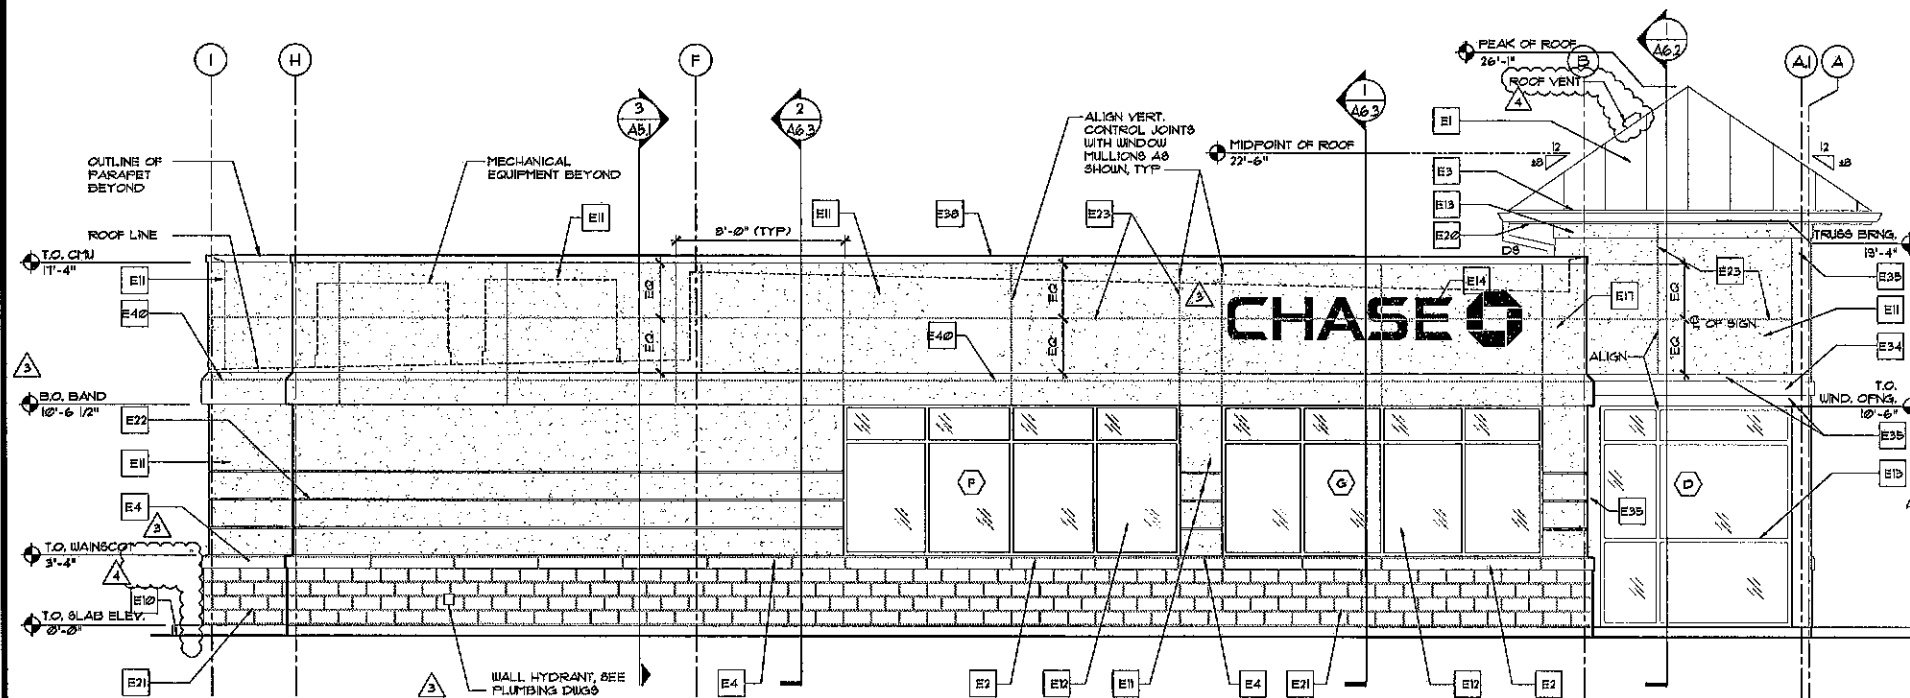 I
H
F
B
A.1
A
1
A6.2
PEAK OF ROOF
26'-1"
ROOF VENT
4
E1
3
A5.1
2
A6.3
1
A6.3
ALIGN VERT.
CONTROL JOINTS
WITH WINDOW
MULLIONS AS
SHOWN, TYP
MIDPOINT OF ROOF
22'-6"
12
±8
12
±8
OUTLINE OF
PARAPET
BEYOND
MECHANICAL
EQUIPMENT BEYOND
E3
E13
E20
E11
E11
E38
E23
ROOF LINE
8'-0" (TYP)
DS
TRUSS BRNG.
13'-4"
T.O. CMU
17'-4"
E11
E40
EQ
EQ
EQ
EQ
3
E14
CHASE
E17
E23
EQ
EQ
℄ OF SIGN
E35
E11
E34
E40
ALIGN
3
B.O. BAND
10'-6 1/2"
T.O.
WIND. OPNG.
10'-6"
E35
E22
E11
E4
F
G
D
E13
E35
3
T.O. WAINSCOT
3'-4"
4
E10
T.O. SLAB ELEV.
0'-0"
E21
3
WALL HYDRANT, SEE
PLUMBING DWGS
E4
E2
E12
E11
E4
E21
E12
E2